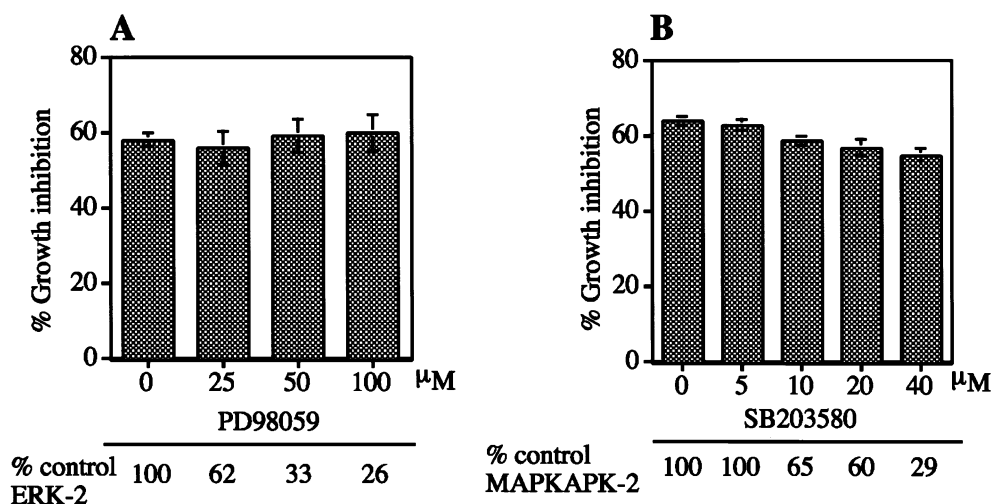 A
% Growth inhibition
80
60
40
20
0
0 25 50 100 μM
PD98059
% control
ERK-2
100 62 33 26
B
% Growth inhibition
80
60
40
20
0
0 5 10 20 40 μM
SB203580
% control
MAPKAPK-2
100 100 65 60 29